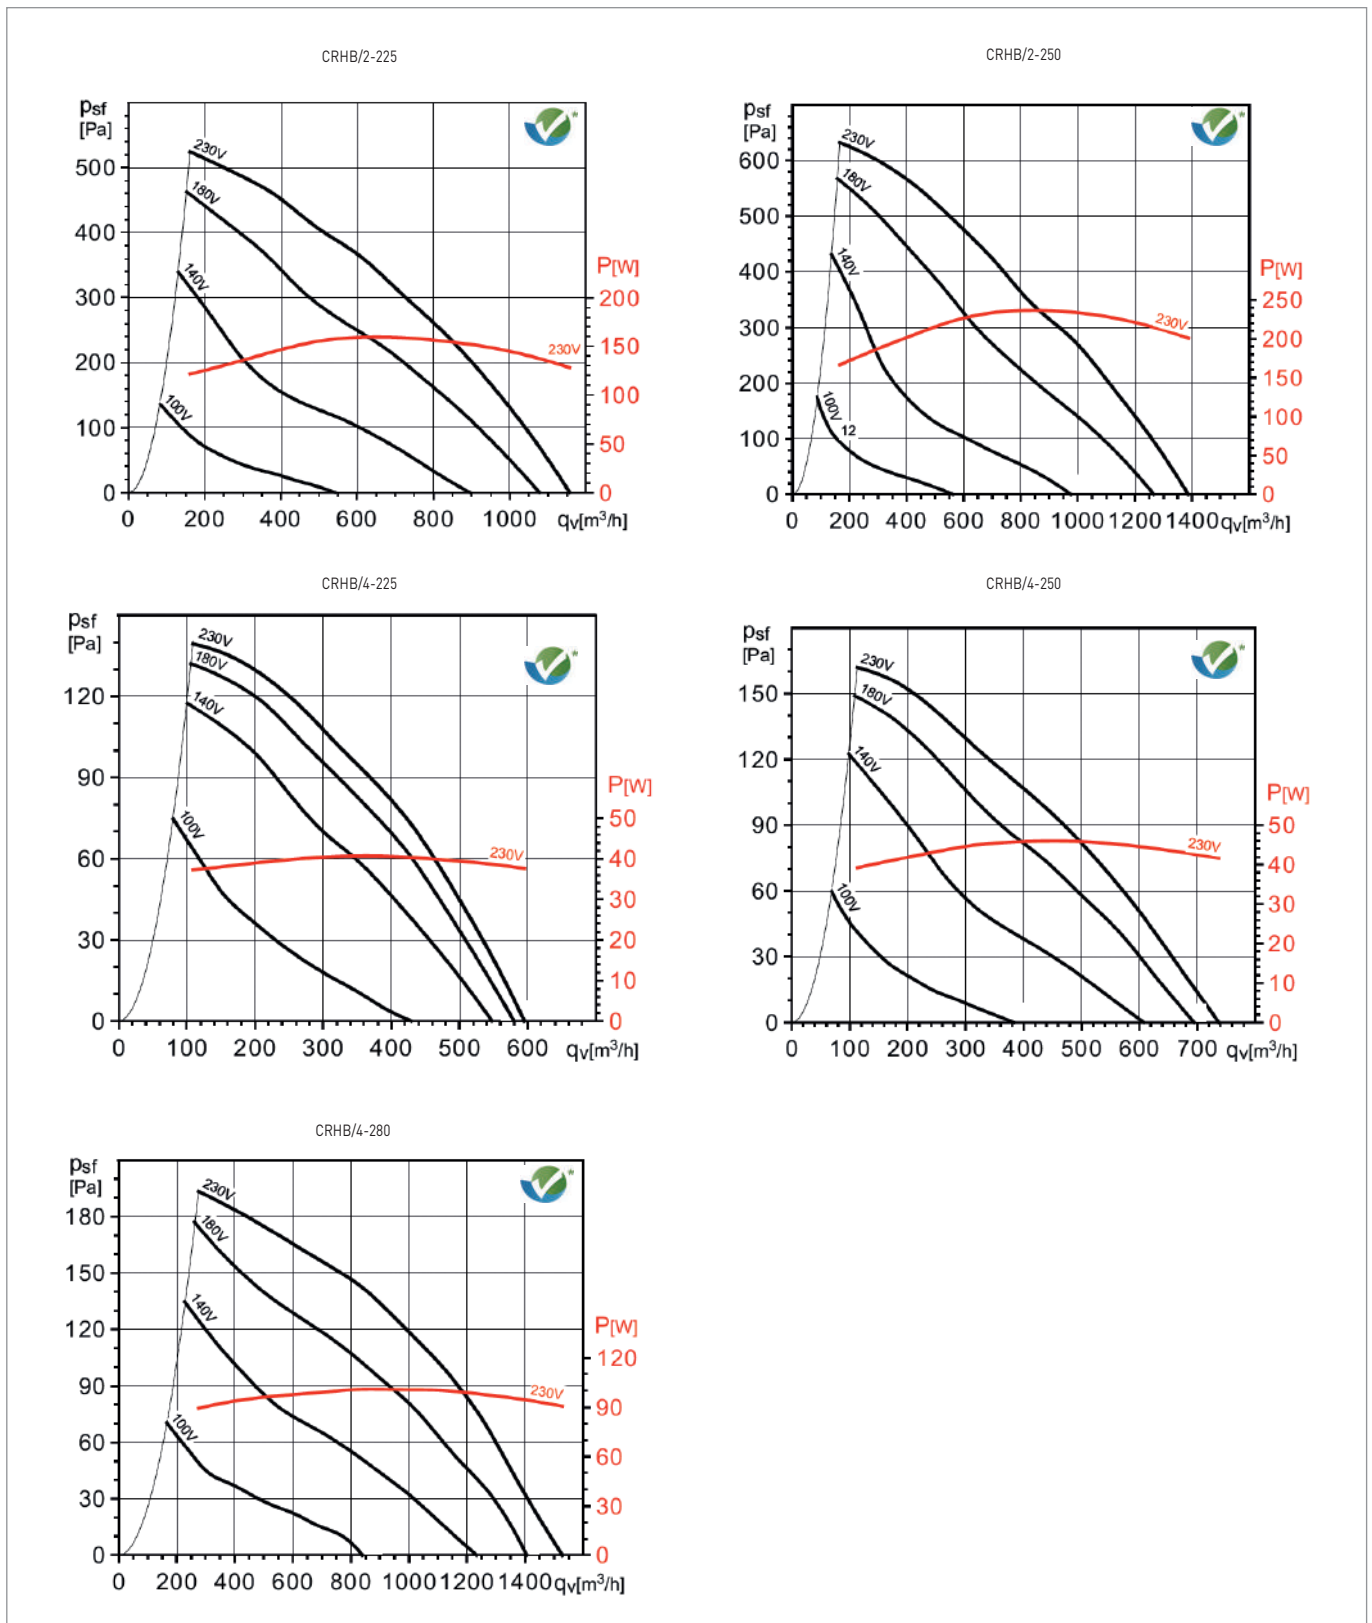 CRHB/2-225
psf
[Pa]
500
400
300
200
100
0
0 200 400 600 800 1000 qv[m³/h]
230V
180V
140V
100V
230V
P[W]
200
150
100
50
0
*
CRHB/2-250
psf
[Pa]
600
500
400
300
200
100
0
0 200 400 600 800 1000 1200 1400 qv[m³/h]
230V
180V
140V
100V
12
230V
P[W]
250
200
150
100
50
0
*
CRHB/4-225
psf
[Pa]
120
90
60
30
0
0 100 200 300 400 500 600 qv[m³/h]
230V
180V
140V
100V
230V
P[W]
50
40
30
20
10
0
*
CRHB/4-250
psf
[Pa]
150
120
90
60
30
0
0 100 200 300 400 500 600 700 qv[m³/h]
230V
180V
140V
100V
230V
P[W]
50
40
30
20
10
0
*
CRHB/4-280
psf
[Pa]
180
150
120
90
60
30
0
0 200 400 600 800 1000 1200 1400 qv[m³/h]
230V
180V
140V
100V
230V
P[W]
120
90
60
30
0
*